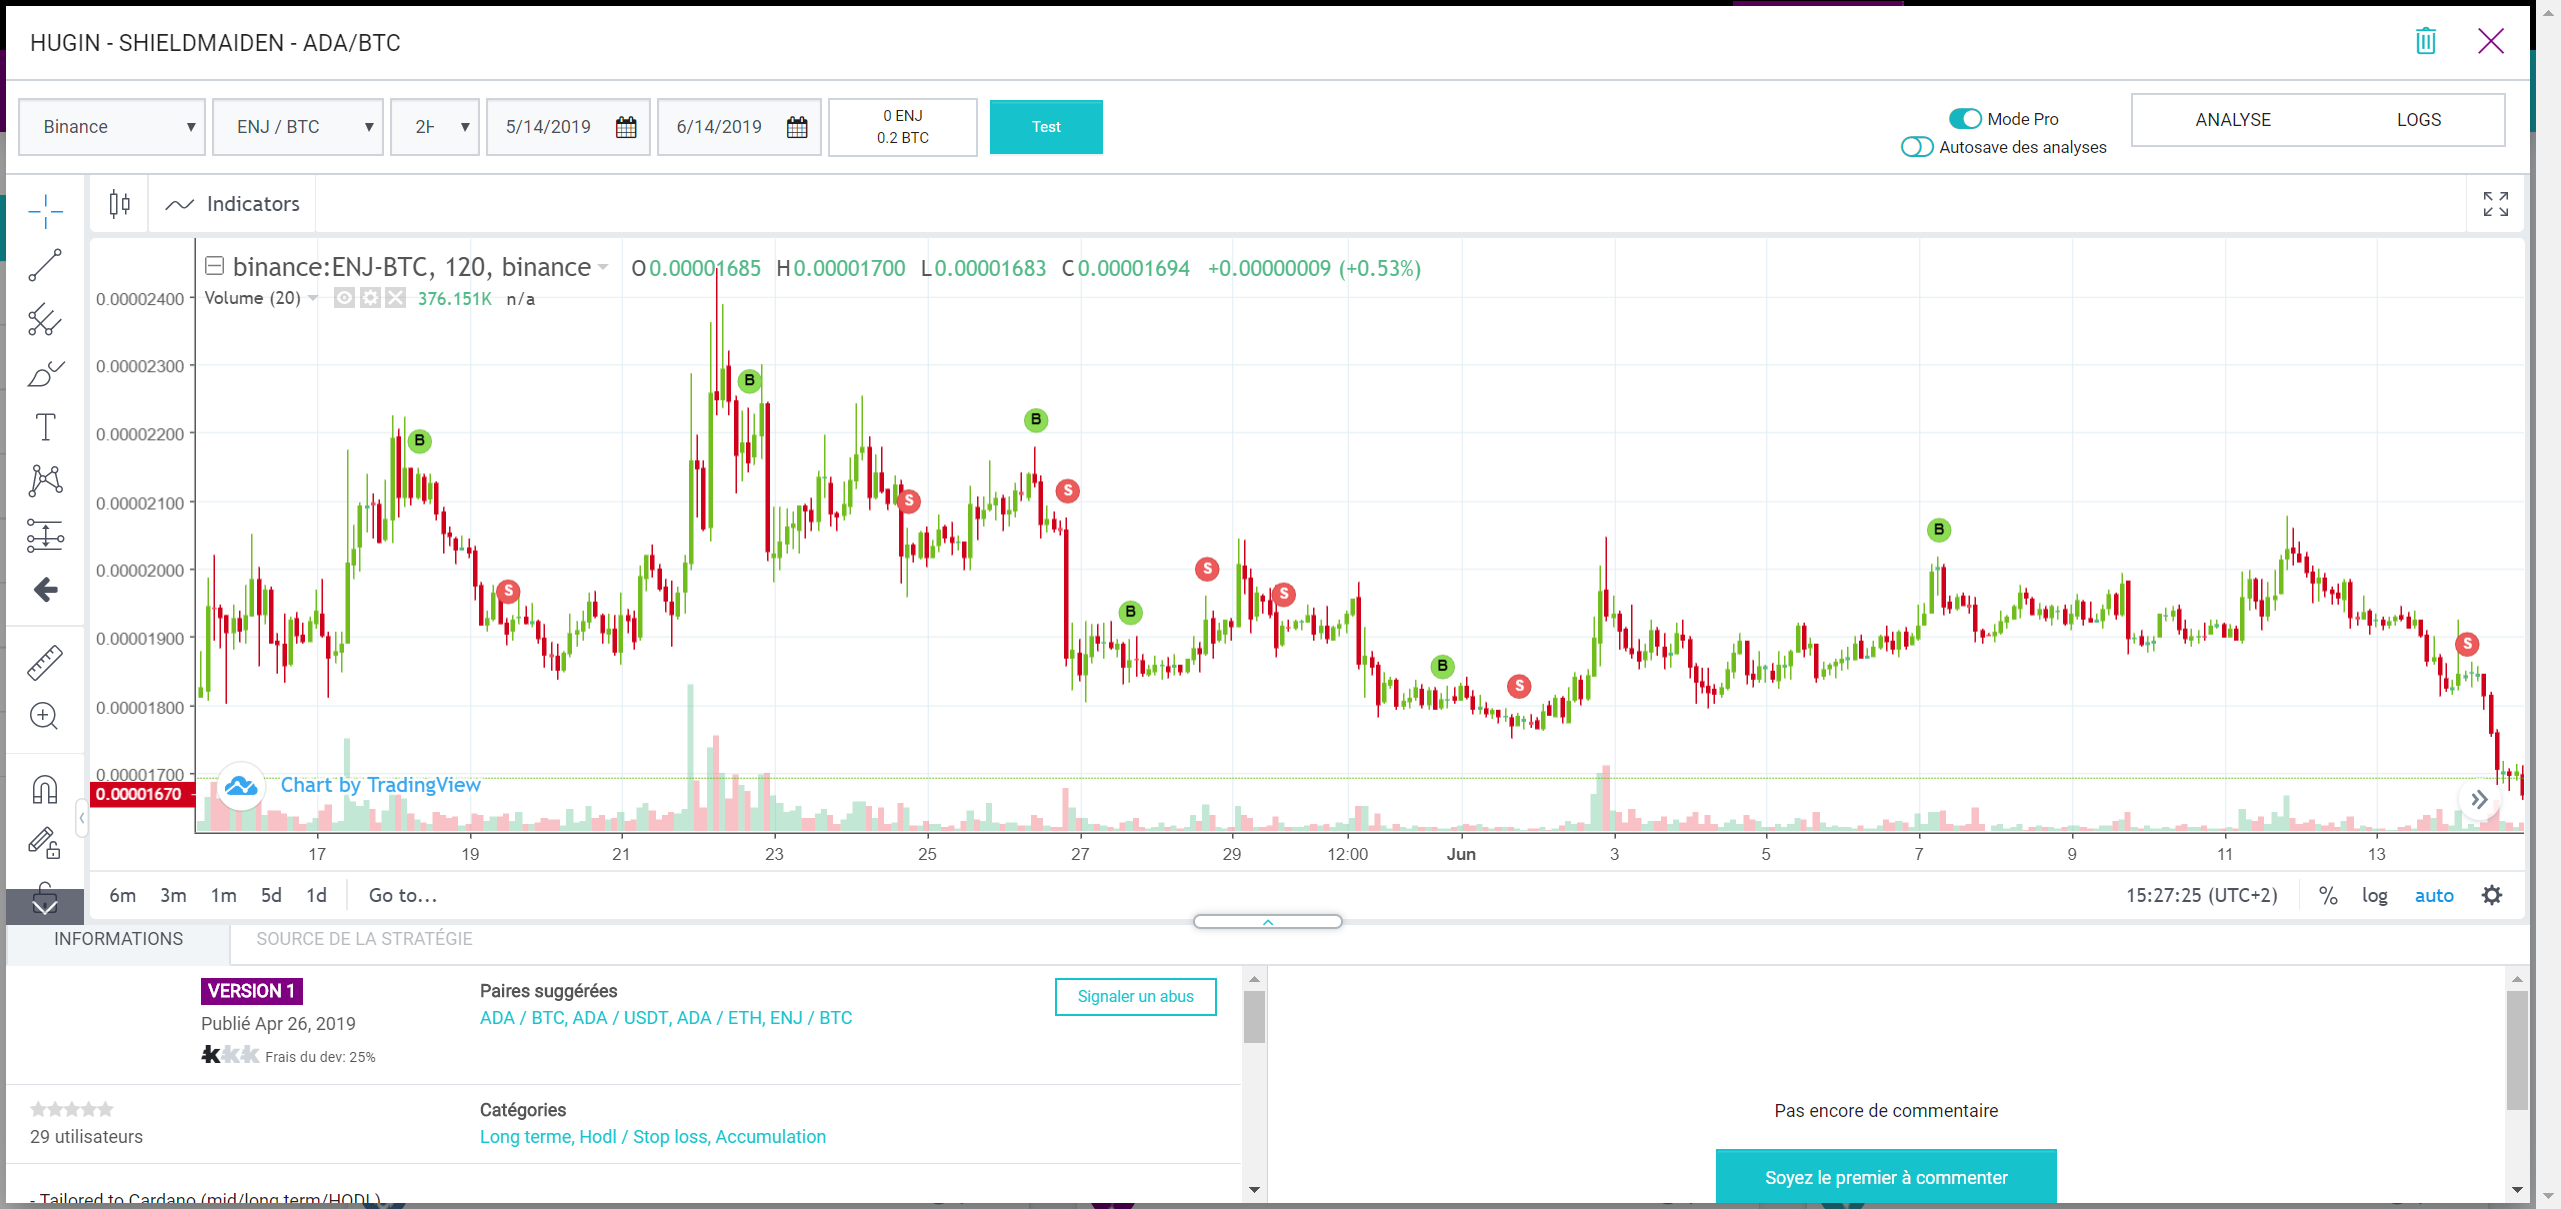 HUGIN - SHIELDMAIDEN - ADA/BTC
Binance
ENJ / BTC
5/14/2019
6/14/2019
0 ENJ
0.2 BTC
Test
Mode Pro
Autosave des analyses
ANALYSE
LOGS
Indicators
binance:ENJ-BTC, 120, binance
O0.00001685 H0.00001700 L0.00001683 C0.00001694 +0.00000009 (+0.53%)
Volume (20) 376.151K n/a
0.00002400
0.00002300
0.00002200
0.00002100
0.00002000
0.00001900
0.00001800
0.00001700
0.00001670
B
B
B
S
S
B
S
S
S
B
B
S
S
Chart by TradingView
17 19 21 23 25 27 29 12:00 Jun 3 5 7 9 11 13
6m 3m 1m 5d 1d Go to...
15:27:25 (UTC+2) % log auto
INFORMATIONS
SOURCE DE LA STRATÉGIE
VERSION 1
Publié Apr 26, 2019
Frais du dev: 25%
Paires suggérées
ADA / BTC, ADA / USDT, ADA / ETH, ENJ / BTC
Signaler un abus
29 utilisateurs
Catégories
Long terme, Hodl / Stop loss, Accumulation
- Tailored to Cardano (mid/long term/HODL)
Pas encore de commentaire
Soyez le premier à commenter